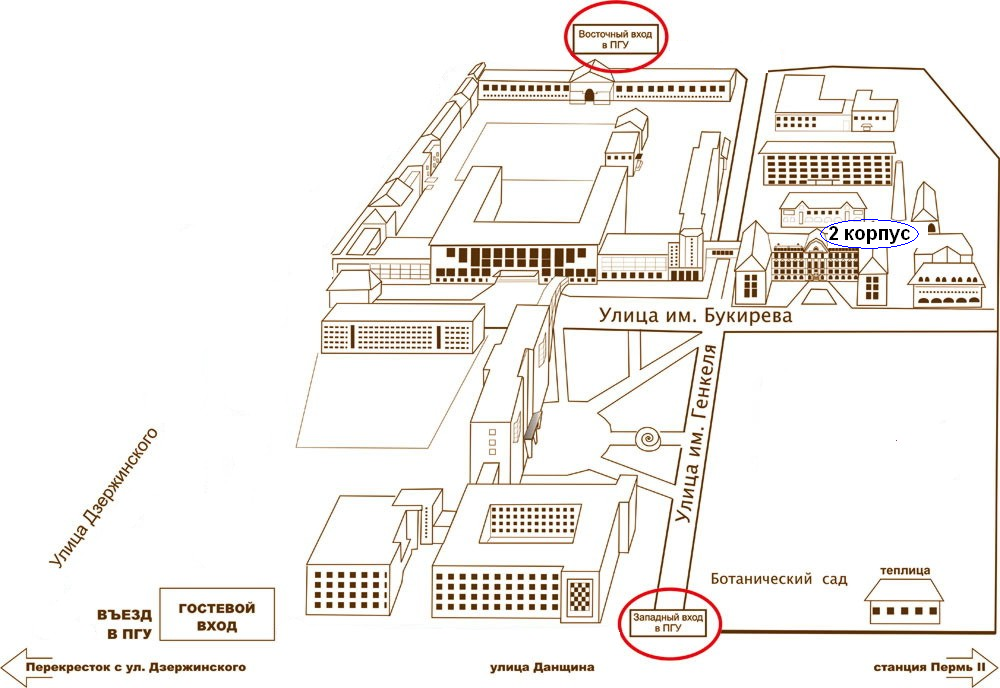 Восточный вход
в ПГУ
2 корпус
Улица им. Букирева
Улица им. Генкеля
Улица Дзержинского
Ботанический сад
теплица
ВЪЕЗД
В ПГУ
ГОСТЕВОЙ
ВХОД
Западный вход
в ПГУ
Перекресток с ул. Дзержинского
улица Данщина
станция Пермь II